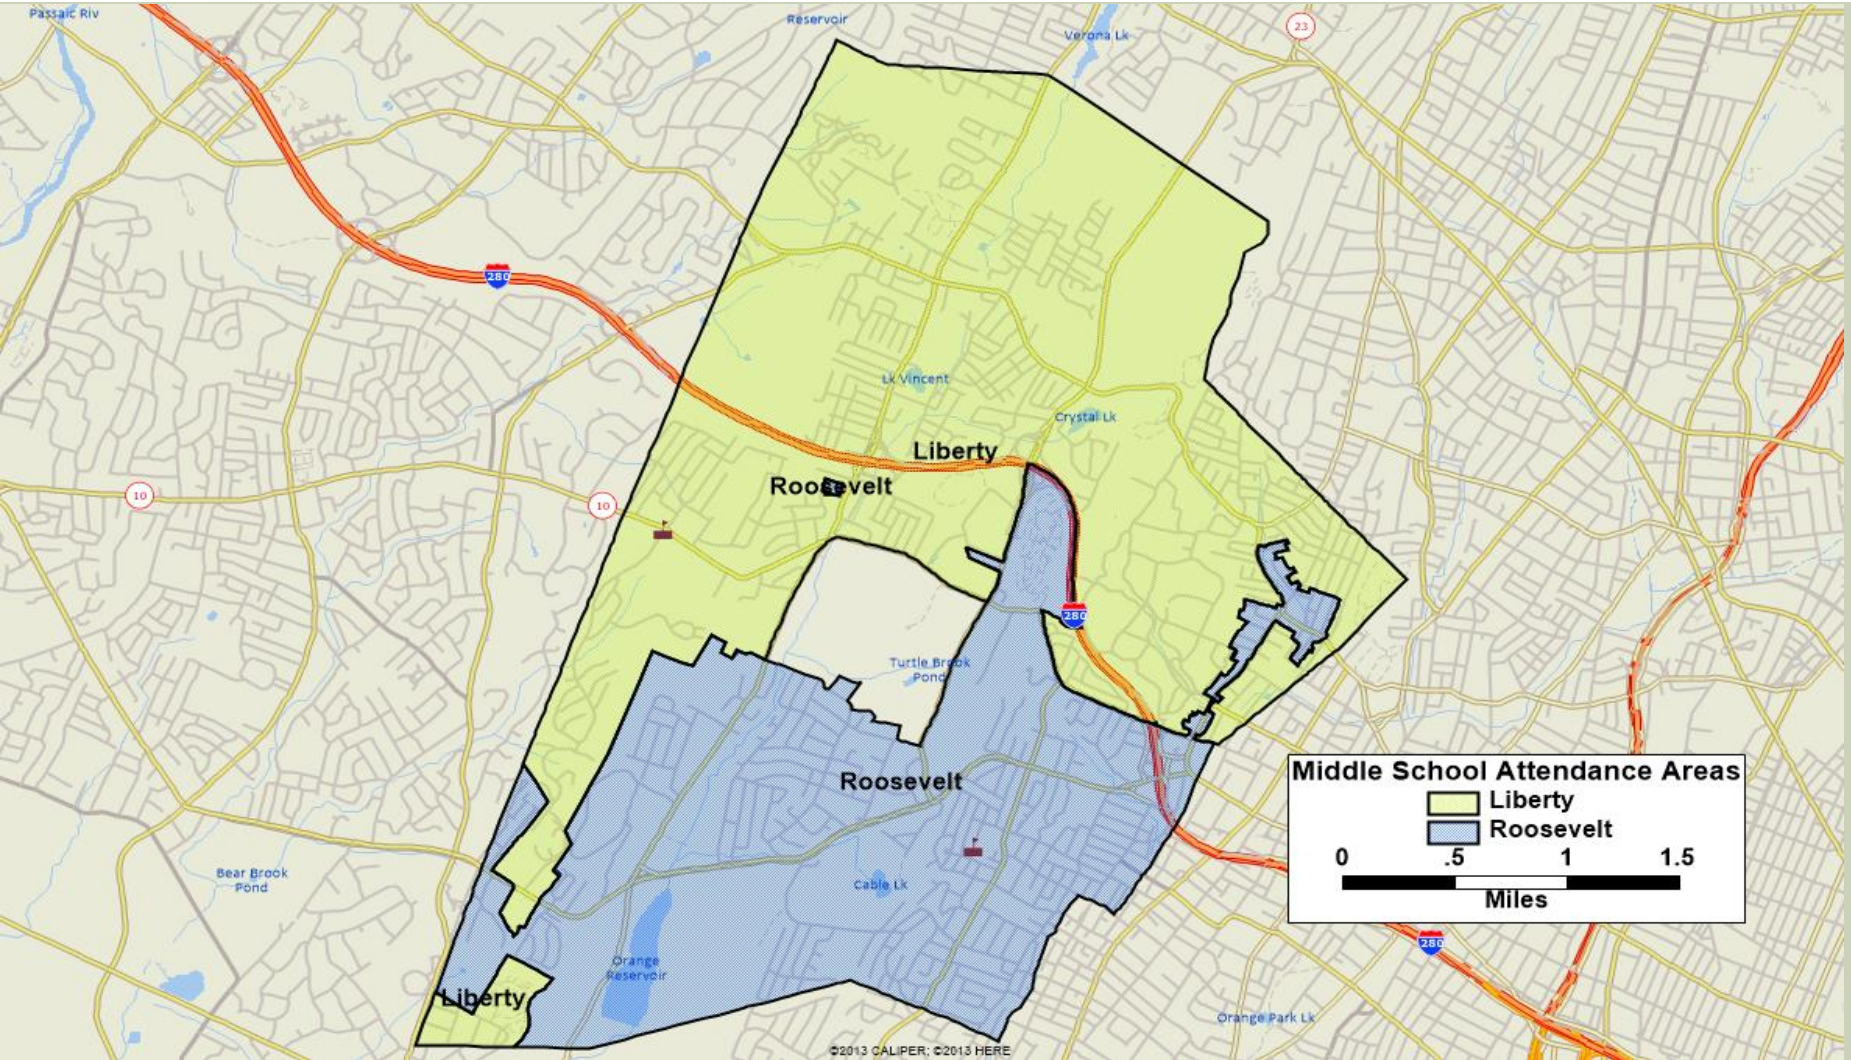 Passaic Riv
Reservoir
Verona Lk
23
280
Lk Vincent
Crystal Lk
Liberty
Roosevelt
10
10
280
Turtle Brook
Pond
Roosevelt
Middle School Attendance Areas
Liberty
Roosevelt
0 .5 1 1.5
Miles
Bear Brook
Pond
Cable Lk
280
Orange
Reservoir
Liberty
Orange Park Lk
©2013 CALIPER; ©2013 HERE